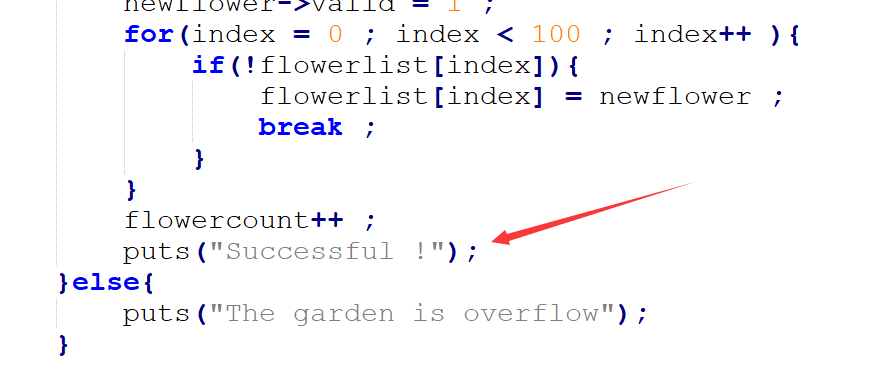 newflower->valid = 1 ;
for(index = 0 ; index < 100 ; index++ ){
if(!flowerlist[index]){
flowerlist[index] = newflower ;
break ;
}
}
flowercount++ ;
puts("Successful !");
}else{
puts("The garden is overflow");
}